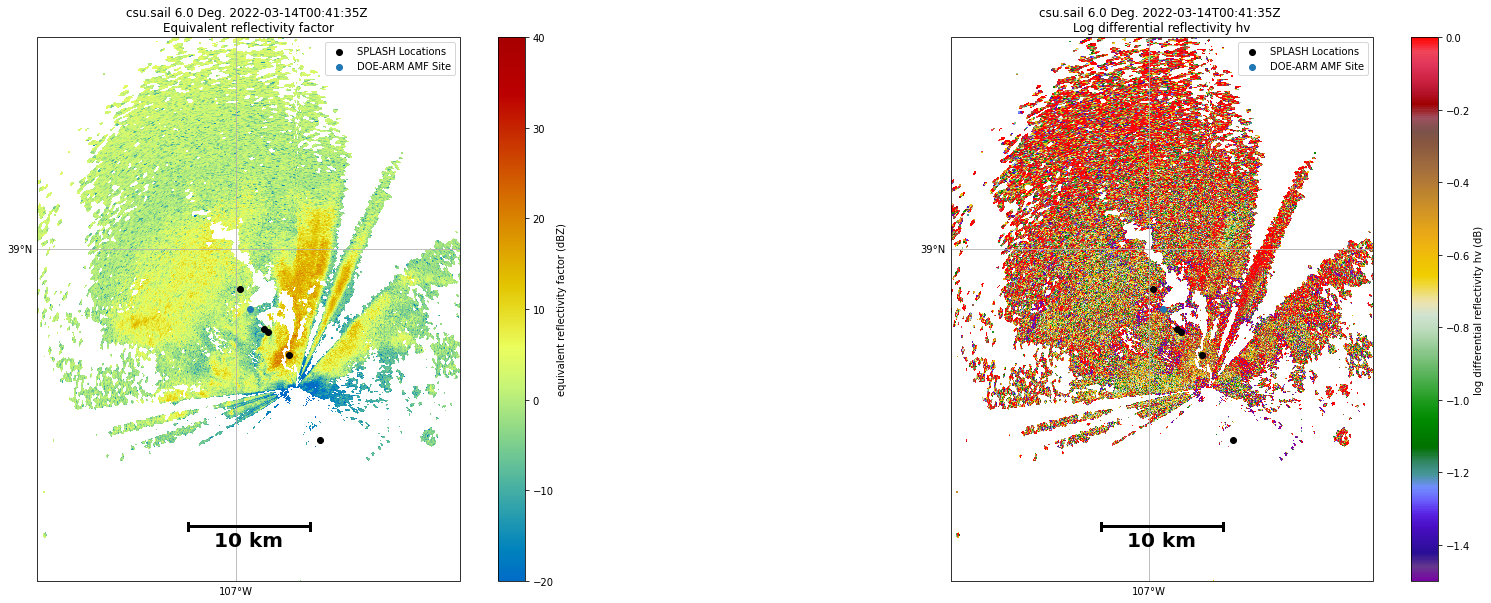 csu.sail 6.0 Deg. 2022-03-14T00:41:35Z
Equivalent reflectivity factor
SPLASH Locations
DOE-ARM AMF Site
39°N
107°W
10 km
40
30
20
10
0
−10
−20
equivalent reflectivity factor (dBZ)
csu.sail 6.0 Deg. 2022-03-14T00:41:35Z
Log differential reflectivity hv
SPLASH Locations
DOE-ARM AMF Site
39°N
107°W
10 km
0.0
−0.2
−0.4
−0.6
−0.8
−1.0
−1.2
−1.4
log differential reflectivity hv (dB)